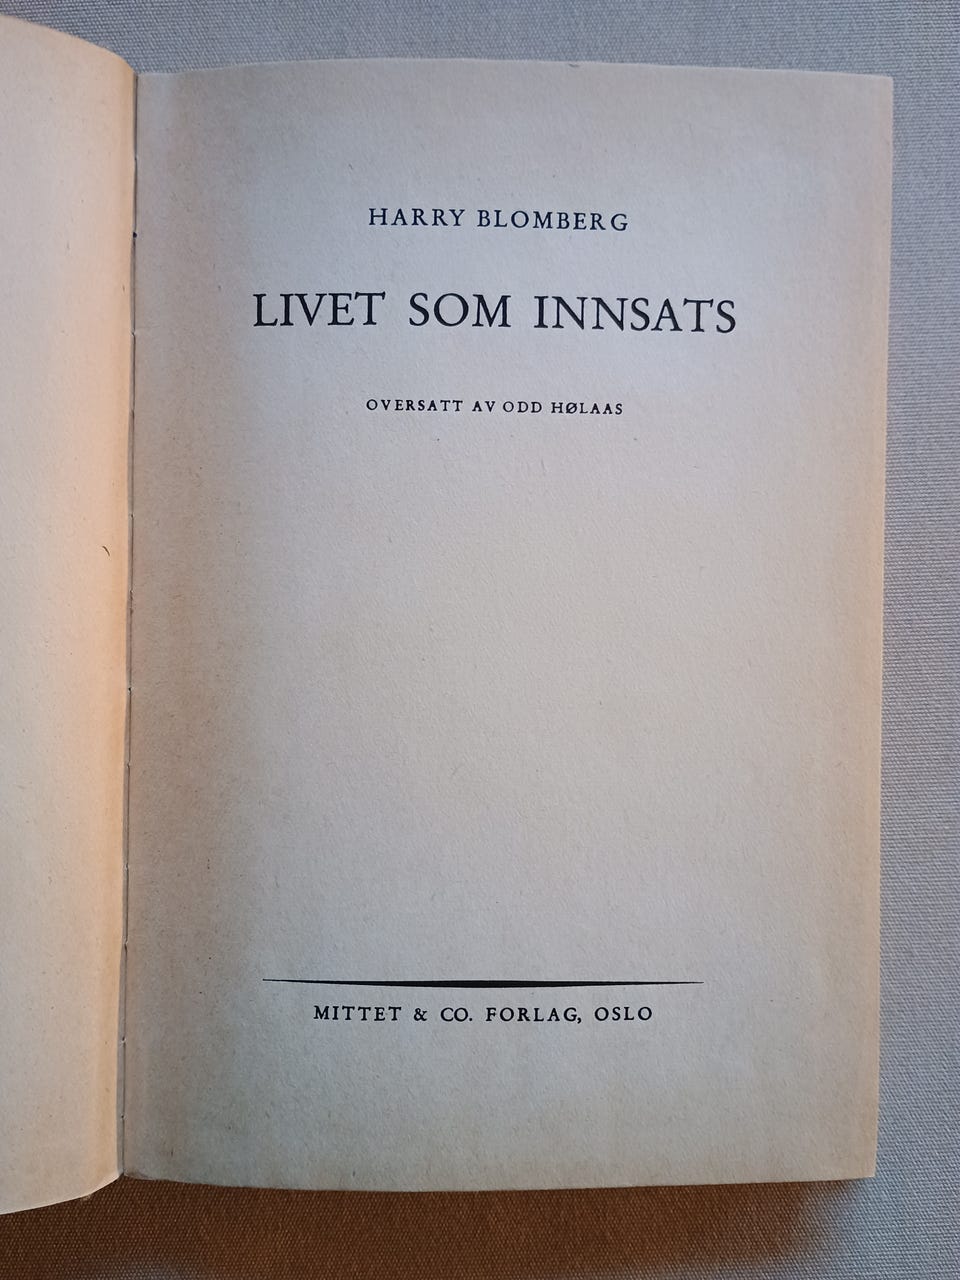 HARRY BLOMBERG
LIVET SOM INNSATS
OVERSATT AV ODD HØLAAS
MITTET & CO. FORLAG, OSLO